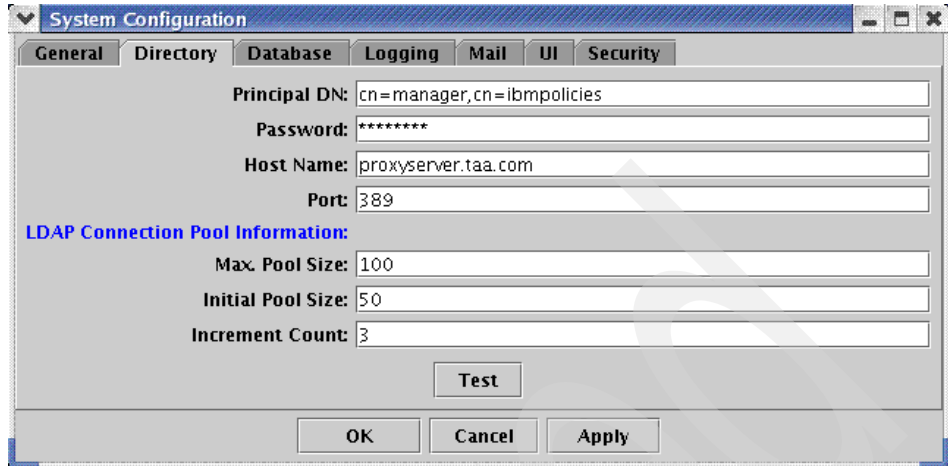 System Configuration
General Directory Database Logging Mail UI Security
Principal DN: cn=manager,cn=ibmpolicies
Password: ********
Host Name: proxyserver.taa.com
Port: 389
LDAP Connection Pool Information:
Max. Pool Size: 100
Initial Pool Size: 50
Increment Count: 3
Test
OK Cancel Apply